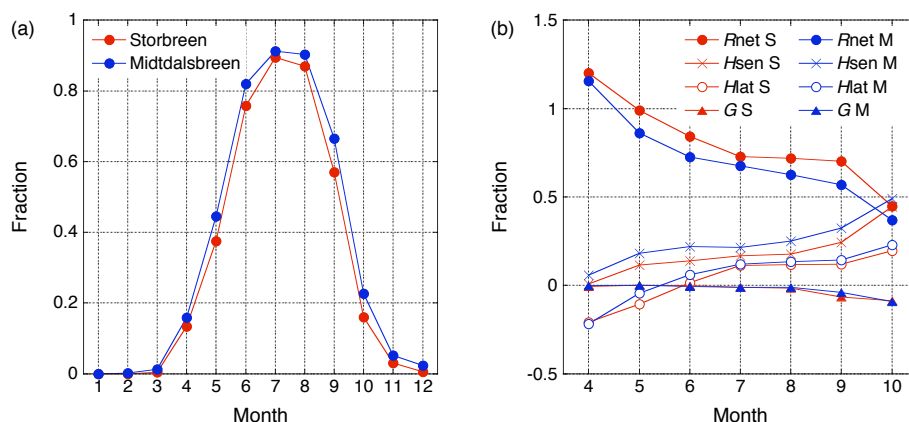 (a)
Storbreen
Midtdalsbreen
1
0.8
0.6
0.4
0.2
0
Fraction
1 2 3 4 5 6 7 8 9 10 11 12
Month
(b)
Rnet S Rnet M
Hsen S Hsen M
Hlat S Hlat M
G S G M
1.5
1
0.5
0
-0.5
Fraction
4 5 6 7 8 9 10
Month